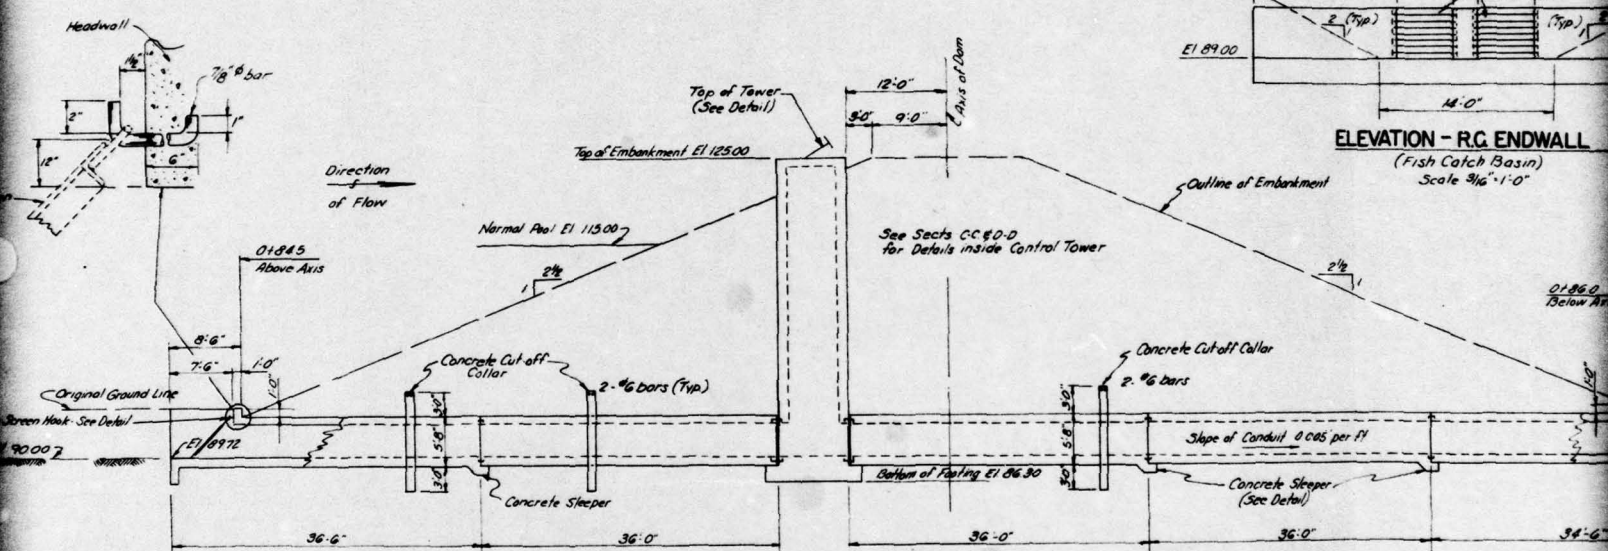 Headwall
1½"
7/8" ϕ bar
2"
1"
12"
6"
Direction
of Flow
Top of Tower
(See Detail)
12'-0"
3'-0"
9'-0"
℄ Axis of Dam
Top of Embankment El 125.00
Normal Pool El 115.00
2½
1
See Sects C-C & D-D
for Details inside Control Tower
Outline of Embankment
2½
1
El 89.00
2 (Typ.)
1
(Typ.)
14'-0"
ELEVATION - R.C. ENDWALL
(Fish Catch Basin)
Scale 3/16" = 1'-0"
0+84.5
Above Axis
0+86.0
Below
8'-6"
7'-6"
1'-0"
1'-0"
Original Ground Line
Screen Hook - See Detail
90.00
El 89.72
Concrete Cut-off
Collar
2 - #6 bars (Typ.)
3'-0"
5'-8"
3'-0"
Concrete Sleeper
Bottom of Footing El 86.30
Concrete Cut-off Collar
2 - #6 bars
3'-0"
5'-8"
3'-0"
Slope of Conduit 0.005 per ft
Concrete Sleeper
(See Detail)
1'-0"
36'-6"
36'-0"
36'-0"
36'-0"
34'-6"